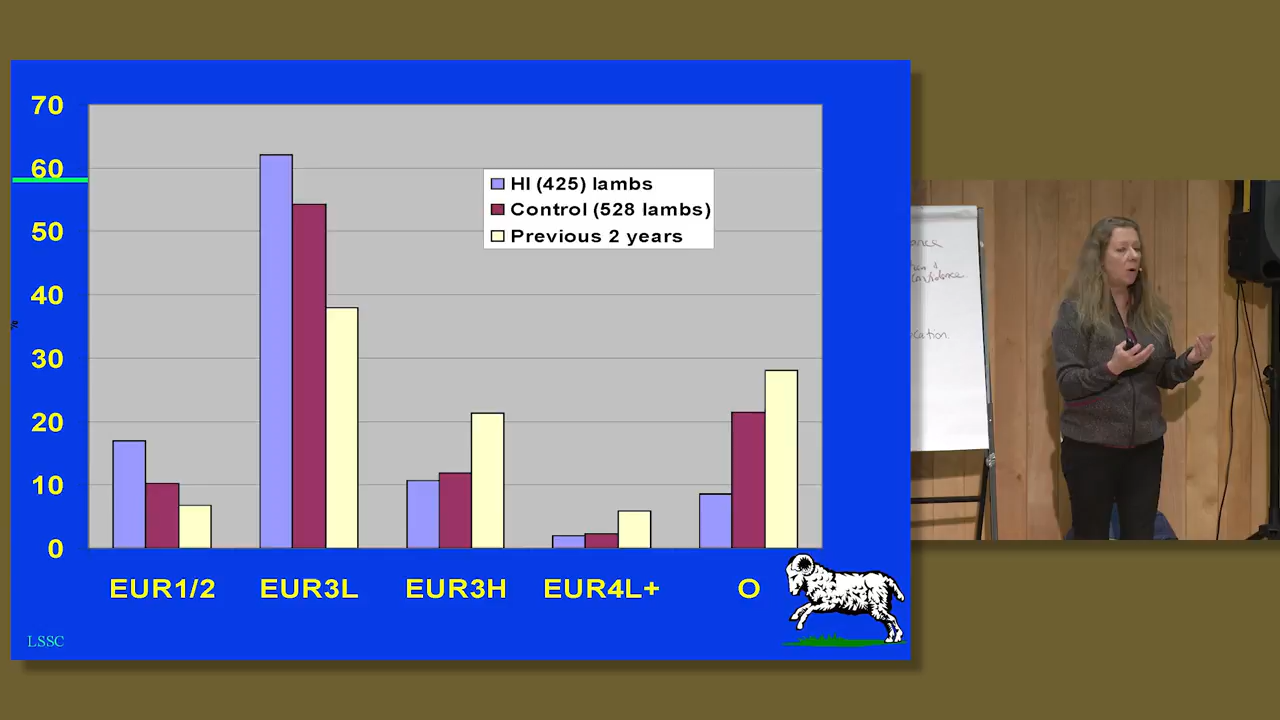 70
60
50
40
30
20
10
0
%
HI (425) lambs
Control (528 lambs)
Previous 2 years
EUR1/2
EUR3L
EUR3H
EUR4L+
O
LSSC